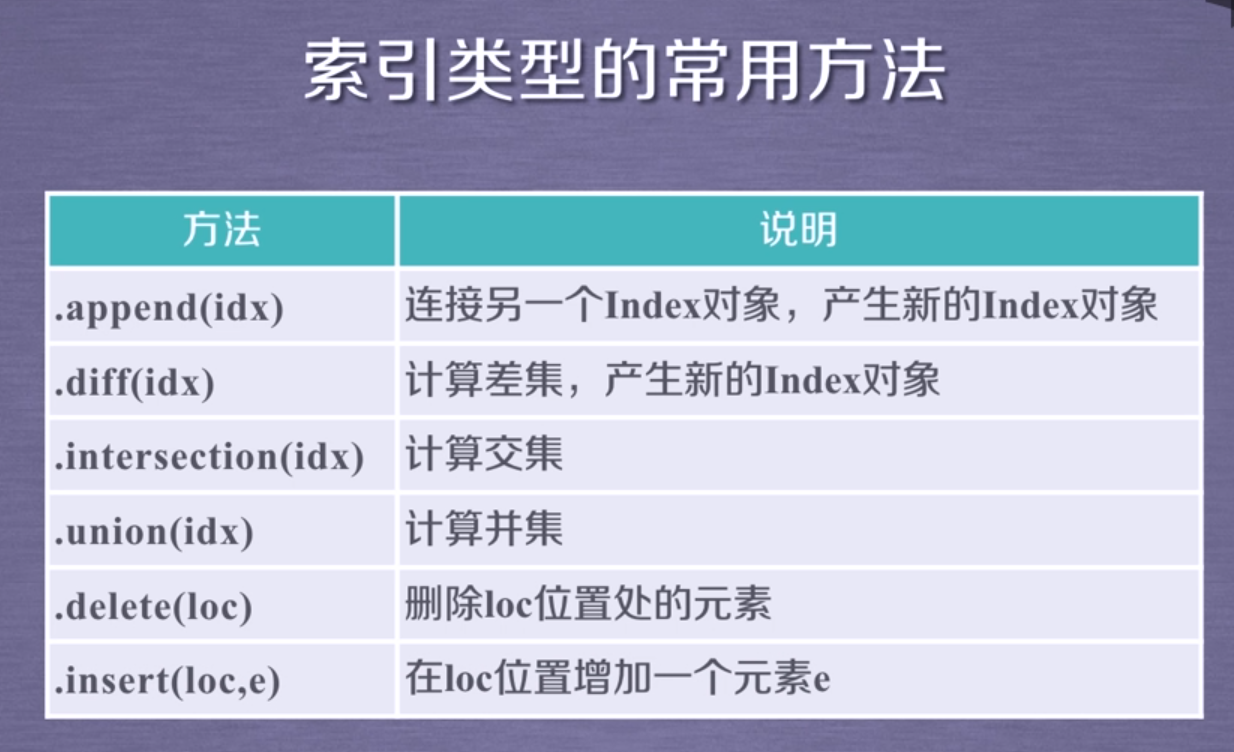 索引类型的常用方法
方法 说明
.append(idx) 连接另一个Index对象，产生新的Index对象
.diff(idx) 计算差集，产生新的Index对象
.intersection(idx) 计算交集
.union(idx) 计算并集
.delete(loc) 删除loc位置处的元素
.insert(loc,e) 在loc位置增加一个元素e